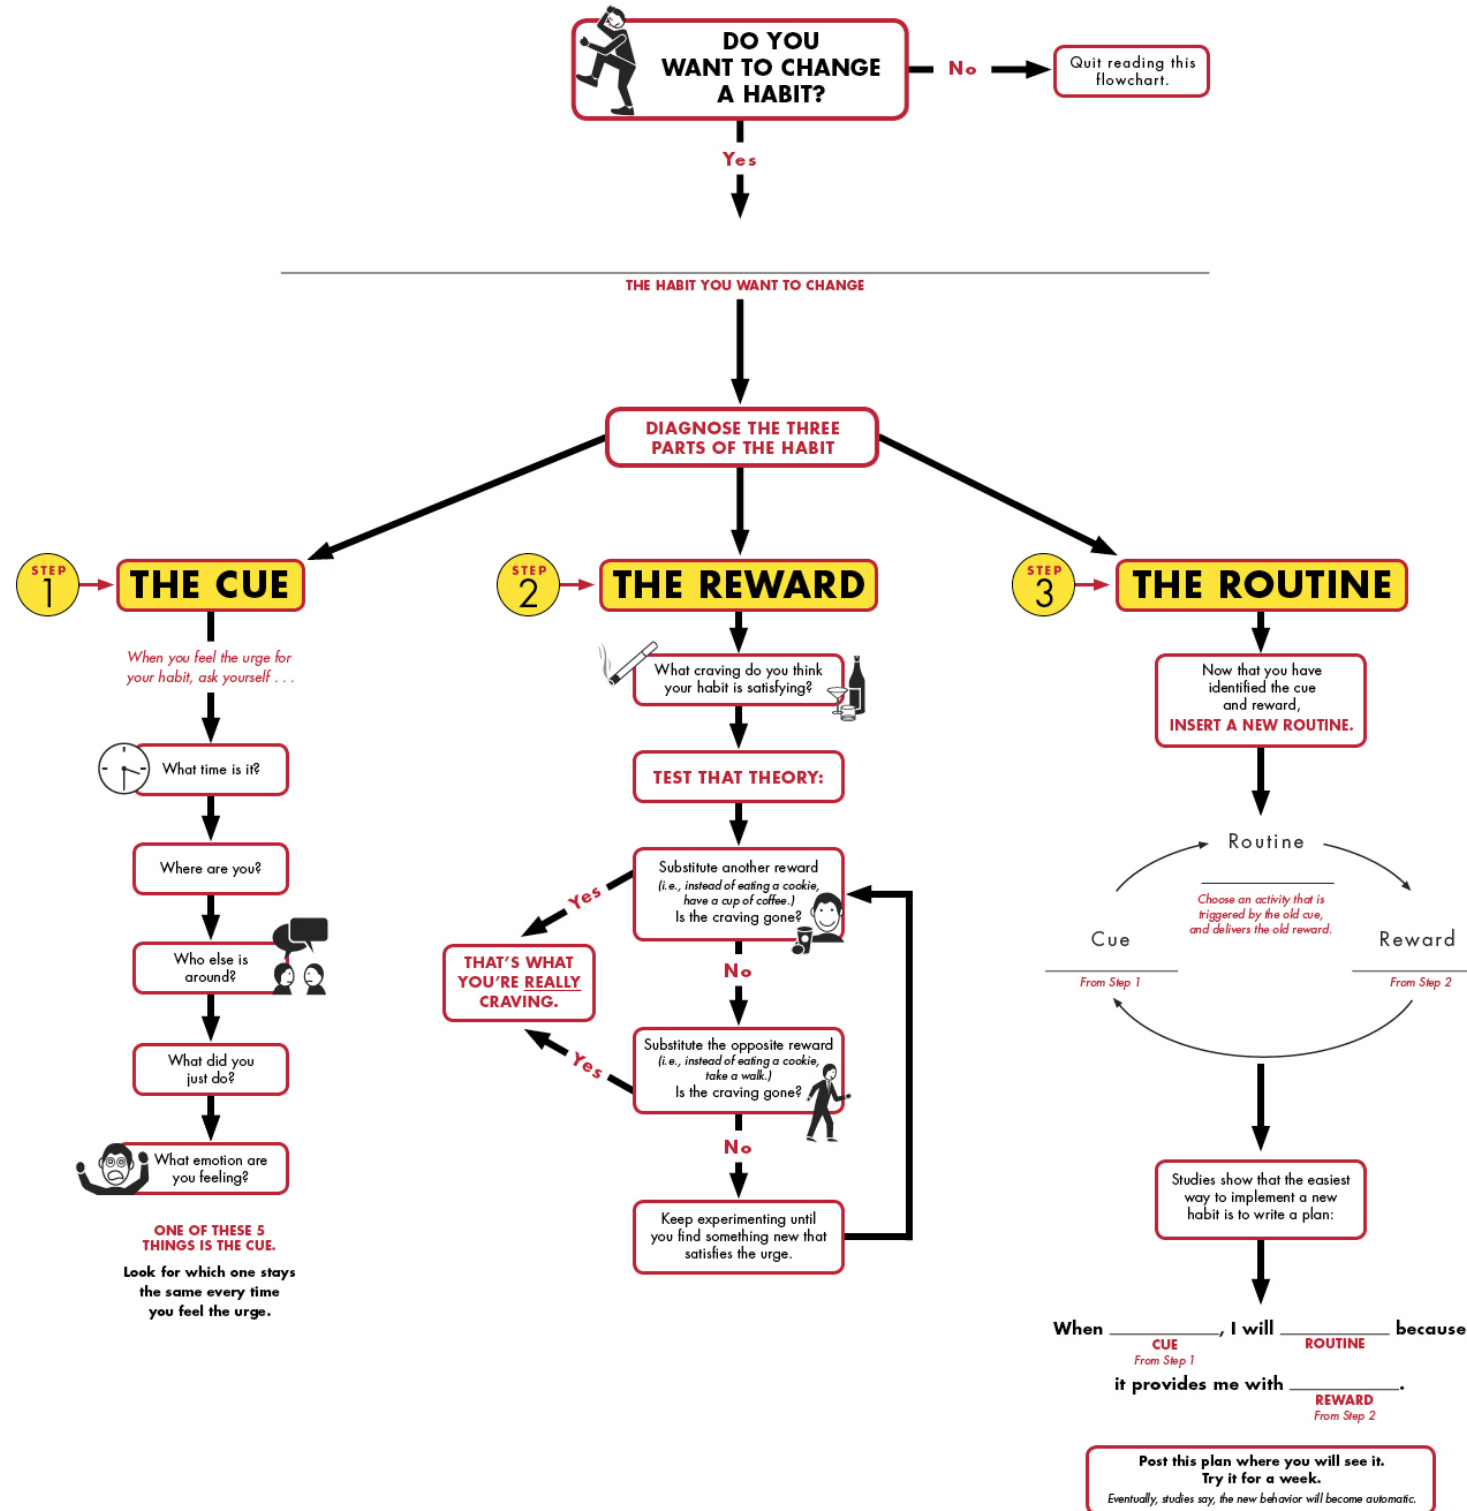 DO YOU
WANT TO CHANGE
A HABIT?
No
Quit reading this
flowchart.
Yes
THE HABIT YOU WANT TO CHANGE
DIAGNOSE THE THREE
PARTS OF THE HABIT
STEP
1
THE CUE
When you feel the urge for
your habit, ask yourself . . .
What time is it?
Where are you?
Who else is
around?
What did you
just do?
What emotion are
you feeling?
ONE OF THESE 5
THINGS IS THE CUE.
Look for which one stays
the same every time
you feel the urge.
STEP
2
THE REWARD
What craving do you think
your habit is satisfying?
TEST THAT THEORY:
Substitute another reward
(i.e., instead of eating a cookie,
have a cup of coffee.)
Is the craving gone?
Yes
THAT'S WHAT
YOU'RE REALLY
CRAVING.
No
Substitute the opposite reward
(i.e., instead of eating a cookie,
take a walk.)
Is the craving gone?
Yes
No
Keep experimenting until
you find something new that
satisfies the urge.
STEP
3
THE ROUTINE
Now that you have
identified the cue
and reward,
INSERT A NEW ROUTINE.
Routine
Choose an activity that is
triggered by the old cue,
and delivers the old reward.
Cue
From Step 1
Reward
From Step 2
Studies show that the easiest
way to implement a new
habit is to write a plan:
When ________, I will ________ because
CUE
From Step 1
ROUTINE
it provides me with ________.
REWARD
From Step 2
Post this plan where you will see it.
Try it for a week.
Eventually, studies say, the new behavior will become automatic.